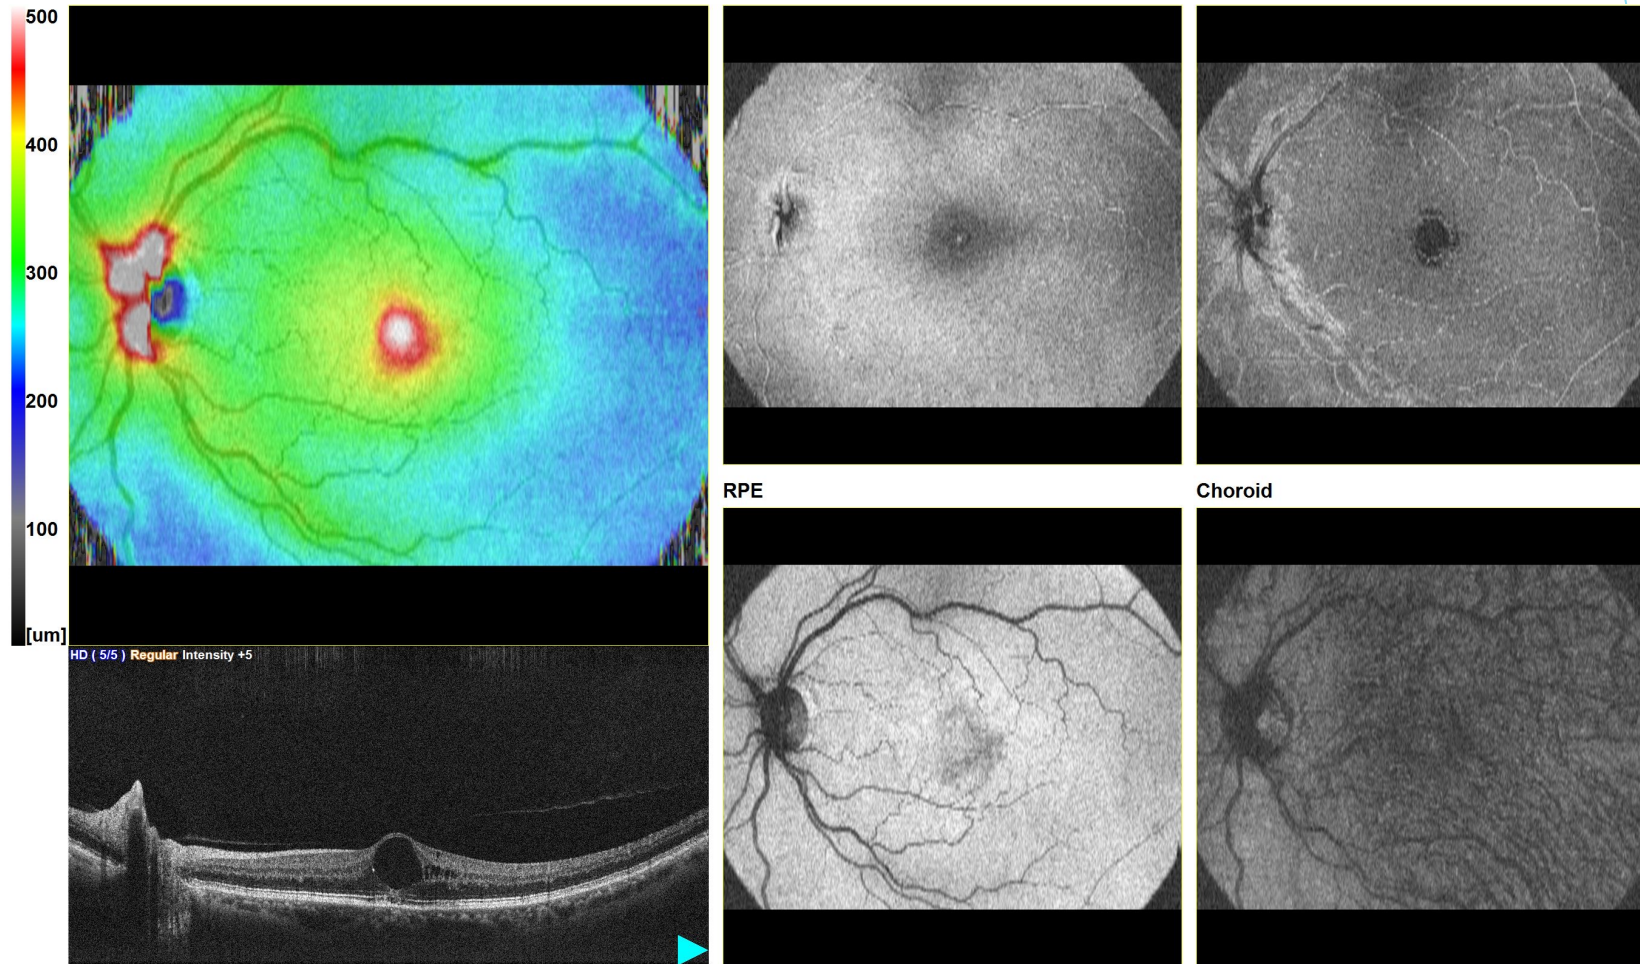 500
400
300
200
100
[um]
HD ( 5/5 ) Regular Intensity +5
RPE
Choroid